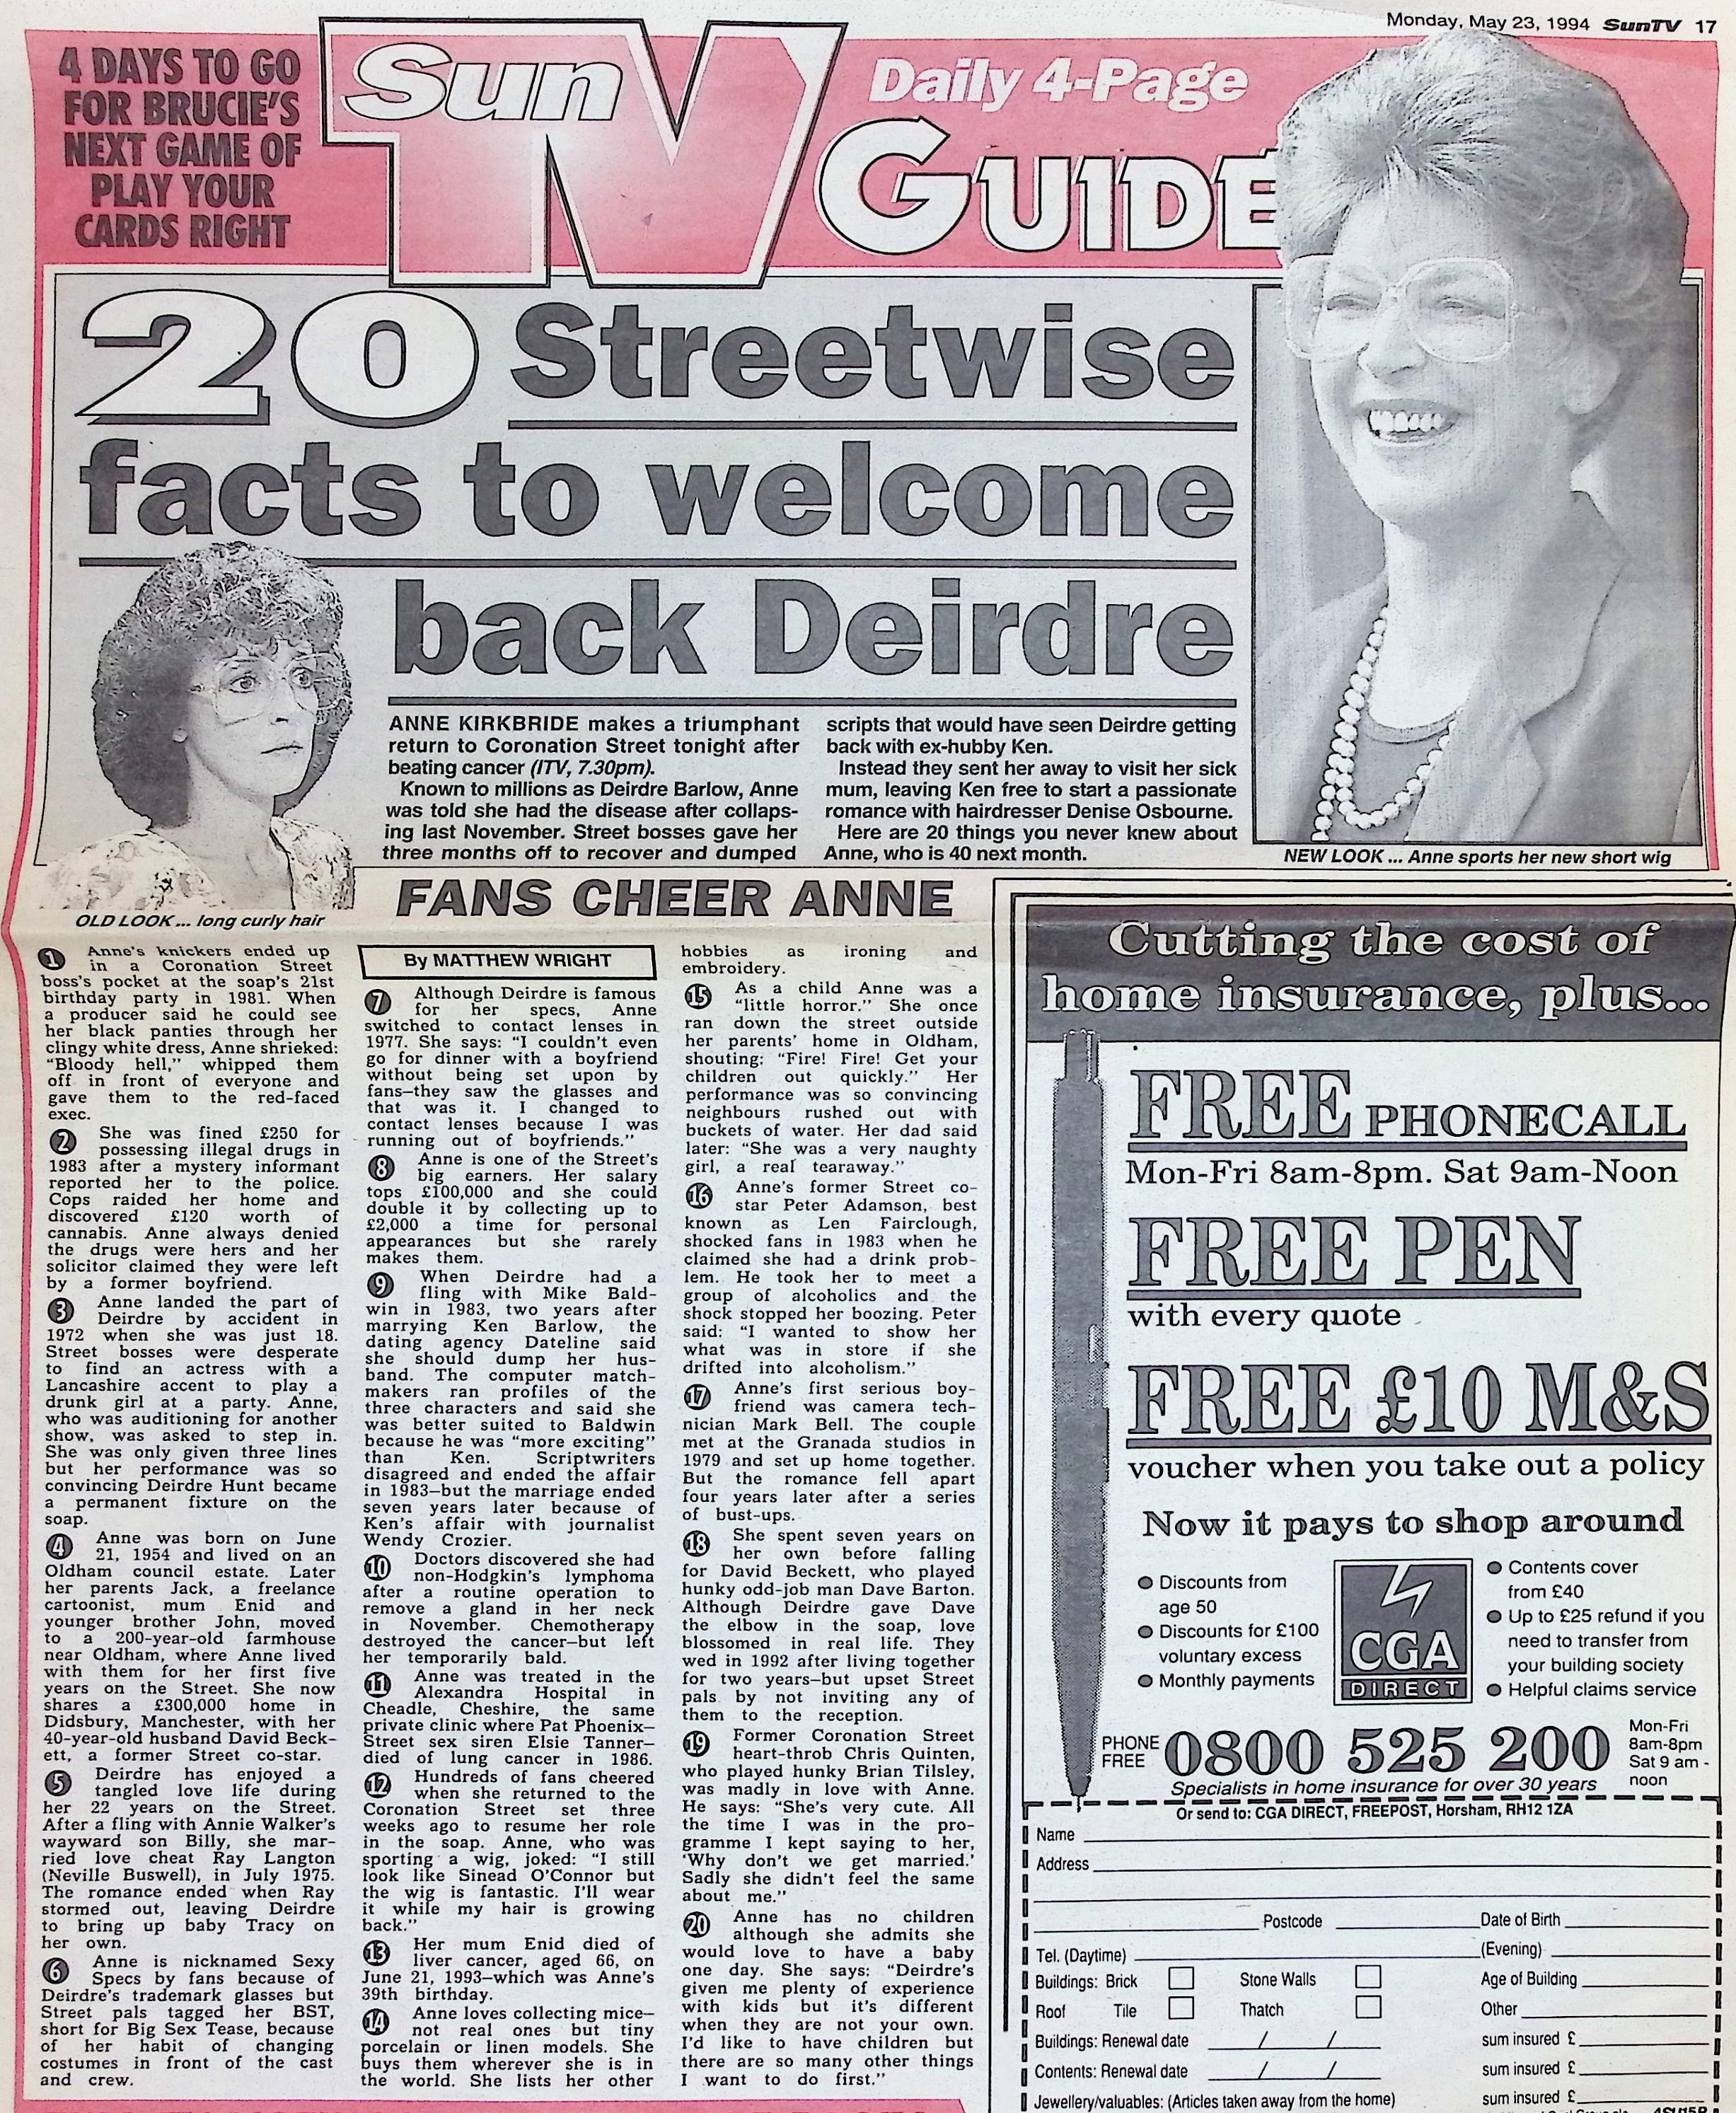 Monday, May 23, 1994 SunTV 17
4 DAYS TO GO
FOR BRUCIE'S
NEXT GAME OF
PLAY YOUR
CARDS RIGHT
Sun
TV
Daily 4-Page
GUIDE
20 Streetwise
facts to welcome
back Deirdre
ANNE KIRKBRIDE makes a triumphant
return to Coronation Street tonight after
beating cancer (ITV, 7.30pm).
Known to millions as Deirdre Barlow, Anne
was told she had the disease after collaps-
ing last November. Street bosses gave her
three months off to recover and dumped
scripts that would have seen Deirdre getting
back with ex-hubby Ken.
Instead they sent her away to visit her sick
mum, leaving Ken free to start a passionate
romance with hairdresser Denise Osbourne.
Here are 20 things you never knew about
Anne, who is 40 next month.
NEW LOOK ... Anne sports her new short wig
OLD LOOK ... long curly hair
FANS CHEER ANNE
1 Anne's knickers ended up
in a Coronation Street
boss's pocket at the soap's 21st
birthday party in 1981. When
a producer said he could see
her black panties through her
clingy white dress, Anne shrieked:
"Bloody hell," whipped them
off in front of everyone and
gave them to the red-faced
exec.
2 She was fined £250 for
possessing illegal drugs in
1983 after a mystery informant
reported her to the police.
Cops raided her home and
discovered £120 worth of
cannabis. Anne always denied
the drugs were hers and her
solicitor claimed they were left
by a former boyfriend.
3 Anne landed the part of
Deirdre by accident in
1972 when she was just 18.
Street bosses were desperate
to find an actress with a
Lancashire accent to play a
drunk girl at a party. Anne,
who was auditioning for another
show, was asked to step in.
She was only given three lines
but her performance was so
convincing Deirdre Hunt became
a permanent fixture on the
soap.
4 Anne was born on June
21, 1954 and lived on an
Oldham council estate. Later
her parents Jack, a freelance
cartoonist, mum Enid and
younger brother John, moved
to a 200-year-old farmhouse
near Oldham, where Anne lived
with them for her first five
years on the Street. She now
shares a £300,000 home in
Didsbury, Manchester, with her
40-year-old husband David Beck-
ett, a former Street co-star.
5 Deirdre has enjoyed a
tangled love life during
her 22 years on the Street.
After a fling with Annie Walker's
wayward son Billy, she mar-
ried love cheat Ray Langton
(Neville Buswell), in July 1975.
The romance ended when Ray
stormed out, leaving Deirdre
to bring up baby Tracy on
her own.
6 Anne is nicknamed Sexy
Specs by fans because of
Deirdre's trademark glasses but
Street pals tagged her BST,
short for Big Sex Tease, because
of her habit of changing
costumes in front of the cast
and crew.
By MATTHEW WRIGHT
7 Although Deirdre is famous
for her specs, Anne
switched to contact lenses in
1977. She says: "I couldn't even
go for dinner with a boyfriend
without being set upon by
fans—they saw the glasses and
that was it. I changed to
contact lenses because I was
running out of boyfriends."
8 Anne is one of the Street's
big earners. Her salary
tops £100,000 and she could
double it by collecting up to
£2,000 a time for personal
appearances but she rarely
makes them.
9 When Deirdre had a
fling with Mike Bald-
win in 1983, two years after
marrying Ken Barlow, the
dating agency Dateline said
she should dump her hus-
band. The computer match-
makers ran profiles of the
three characters and said she
was better suited to Baldwin
because he was "more exciting"
than Ken. Scriptwriters
disagreed and ended the affair
in 1983—but the marriage ended
seven years later because of
Ken's affair with journalist
Wendy Crozier.
10 Doctors discovered she had
non-Hodgkin's lymphoma
after a routine operation to
remove a gland in her neck
in November. Chemotherapy
destroyed the cancer—but left
her temporarily bald.
11 Anne was treated in the
Alexandra Hospital in
Cheadle, Cheshire, the same
private clinic where Pat Phoenix—
Street sex siren Elsie Tanner—
died of lung cancer in 1986.
12 Hundreds of fans cheered
when she returned to the
Coronation Street set three
weeks ago to resume her role
in the soap. Anne, who was
sporting a wig, joked: "I still
look like Sinead O'Connor but
the wig is fantastic. I'll wear
it while my hair is growing
back."
13 Her mum Enid died of
liver cancer, aged 66, on
June 21, 1993—which was Anne's
39th birthday.
14 Anne loves collecting mice—
not real ones but tiny
porcelain or linen models. She
buys them wherever she is in
the world. She lists her other
hobbies as ironing and
embroidery.
15 As a child Anne was a
"little horror." She once
ran down the street outside
her parents' home in Oldham,
shouting: "Fire! Fire! Get your
children out quickly." Her
performance was so convincing
neighbours rushed out with
buckets of water. Her dad said
later: "She was a very naughty
girl, a real tearaway."
16 Anne's former Street co-
star Peter Adamson, best
known as Len Fairclough,
shocked fans in 1983 when he
claimed she had a drink prob-
lem. He took her to meet a
group of alcoholics and the
shock stopped her boozing. Peter
said: "I wanted to show her
what was in store if she
drifted into alcoholism."
17 Anne's first serious boy-
friend was camera tech-
nician Mark Bell. The couple
met at the Granada studios in
1979 and set up home together.
But the romance fell apart
four years later after a series
of bust-ups.
18 She spent seven years on
her own before falling
for David Beckett, who played
hunky odd-job man Dave Barton.
Although Deirdre gave Dave
the elbow in the soap, love
blossomed in real life. They
wed in 1992 after living together
for two years—but upset Street
pals by not inviting any of
them to the reception.
19 Former Coronation Street
heart-throb Chris Quinten,
who played hunky Brian Tilsley,
was madly in love with Anne.
He says: "She's very cute. All
the time I was in the pro-
gramme I kept saying to her,
'Why don't we get married.'
Sadly she didn't feel the same
about me."
20 Anne has no children
although she admits she
would love to have a baby
one day. She says: "Deirdre's
given me plenty of experience
with kids but it's different
when they are not your own.
I'd like to have children but
there are so many other things
I want to do first."
Cutting the cost of
home insurance, plus...
FREE PHONECALL
Mon-Fri 8am-8pm. Sat 9am-Noon
FREE PEN
with every quote
FREE £10 M&S
voucher when you take out a policy
Now it pays to shop around
Discounts from
age 50
Discounts for £100
voluntary excess
Monthly payments
CGA
DIRECT
Contents cover
from £40
Up to £25 refund if you
need to transfer from
your building society
Helpful claims service
PHONE
FREE
0800 525 200
Mon-Fri
8am-8pm
Sat 9 am -
noon
Specialists in home insurance for over 30 years
Or send to: CGA DIRECT, FREEPOST, Horsham, RH12 1ZA
Name
Address
Postcode Date of Birth
Tel. (Daytime) (Evening)
Buildings: Brick Stone Walls Age of Building
Roof Tile Thatch Other
Buildings: Renewal date / / sum insured £
Contents: Renewal date / / sum insured £
Jewellery/valuables: (Articles taken away from the home) sum insured £